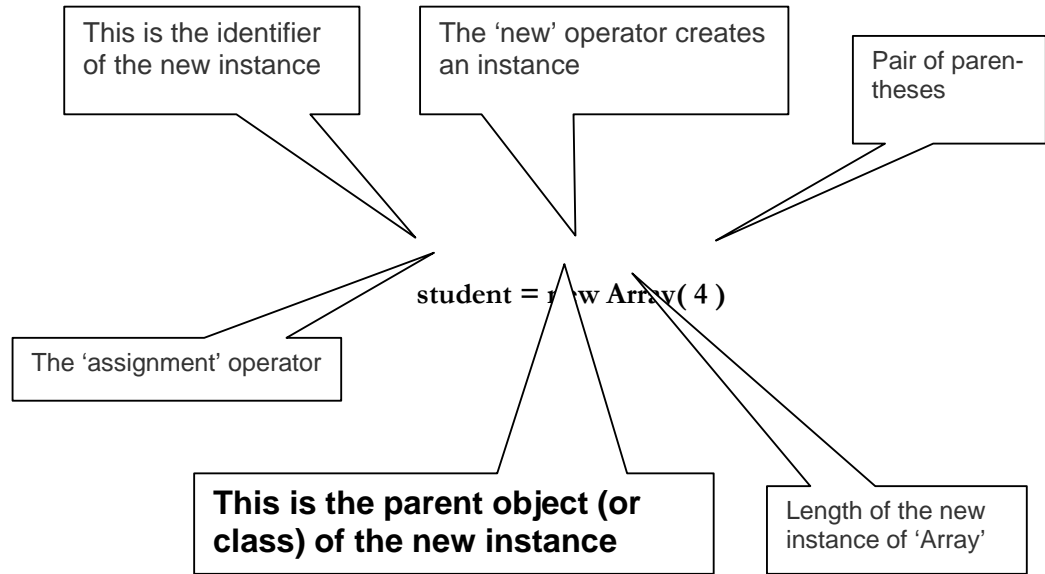 This is the identifier
of the new instance
The ‘new’ operator creates
an instance
Pair of paren-
theses
student = new Array( 4 )
The ‘assignment’ operator
This is the parent object (or
class) of the new instance
Length of the new
instance of ‘Array’